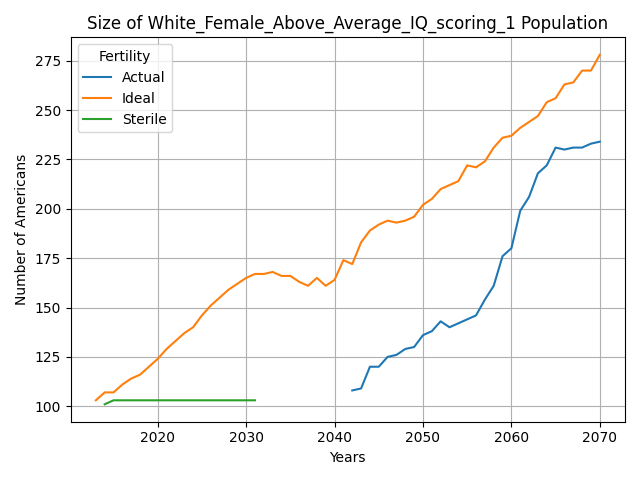 Size of White_Female_Above_Average_IQ_scoring_1 Population
Fertility
Actual
Ideal
Sterile
Number of Americans
275
250
225
200
175
150
125
100
2020 2030 2040 2050 2060 2070
Years